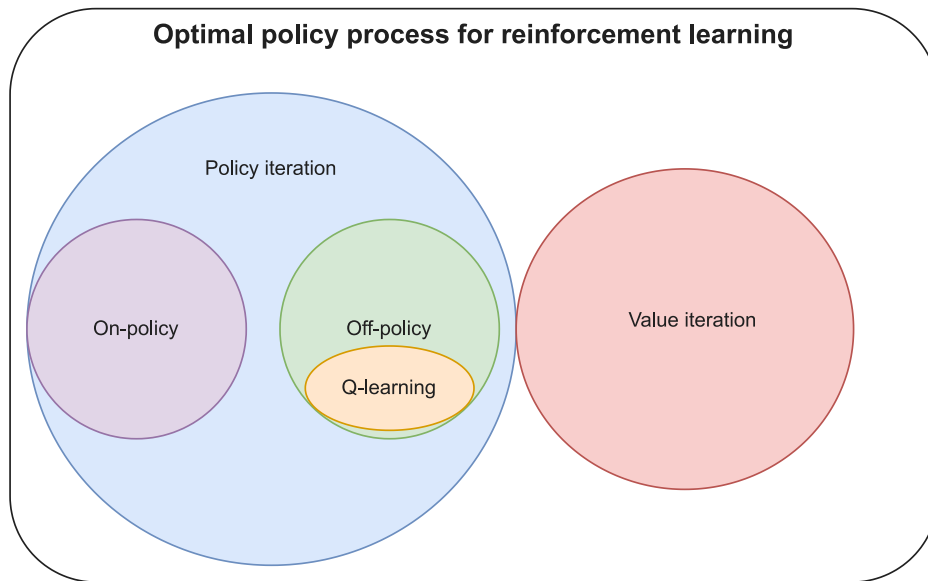 Optimal policy process for reinforcement learning
Policy iteration
On-policy
Off-policy
Value iteration
Q-learning